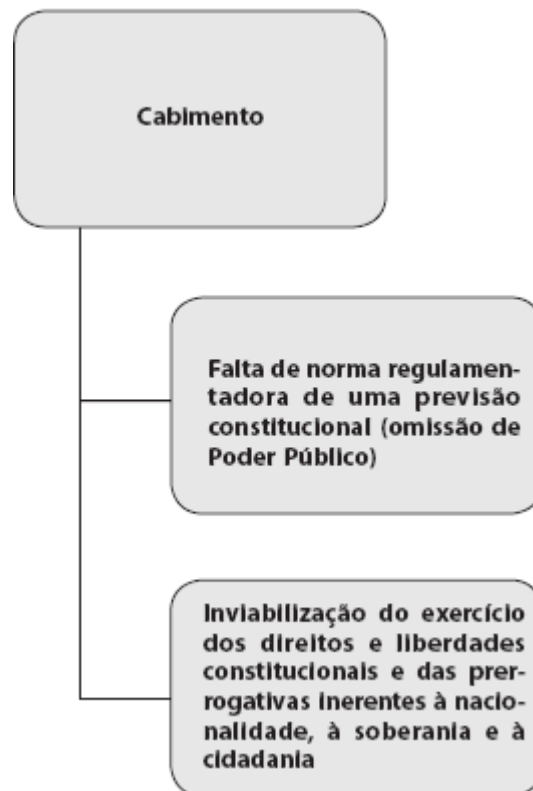 Cabimento
Falta de norma regulamen-
tadora de uma previsão
constitucional (omissão de
Poder Público)
Inviabilização do exercício
dos direitos e liberdades
constitucionais e das prer-
rogativas inerentes à nacio-
nalidade, à soberania e à
cidadania